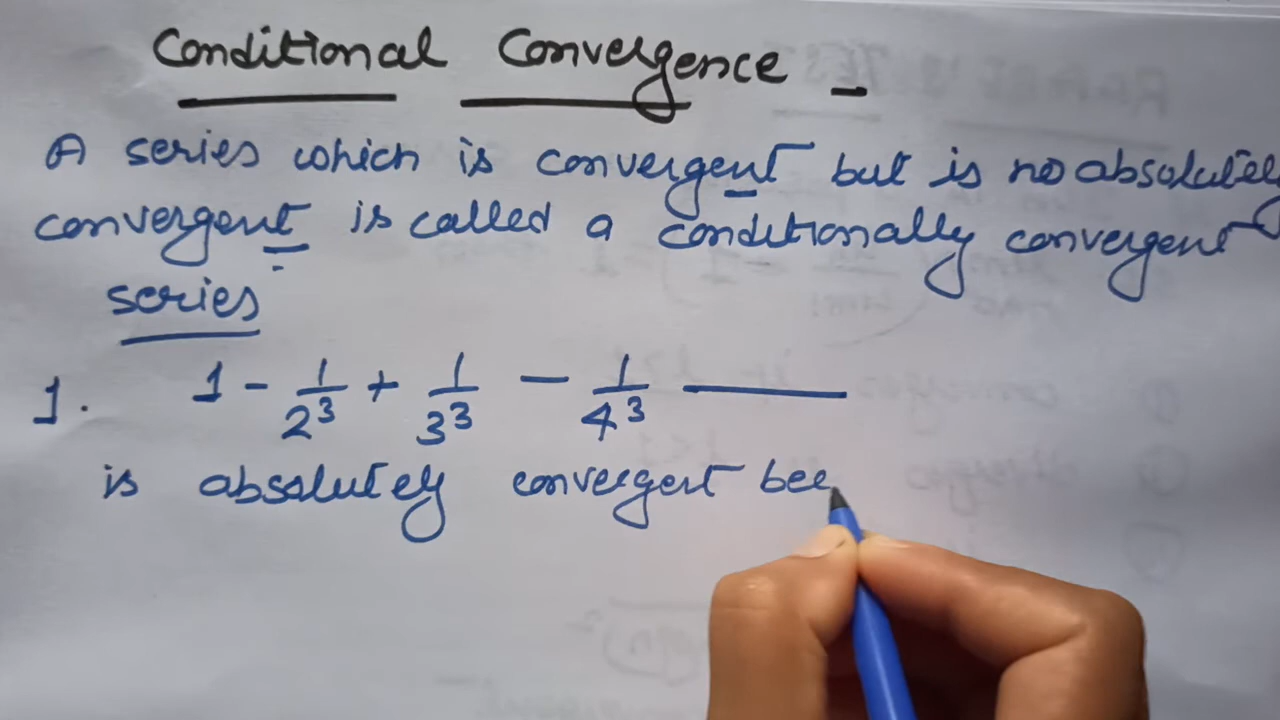 Conditional Convergence
A series which is convergent but is no absolutely
convergent is called a conditionally convergent
series
1. 1 - 1/2³ + 1/3³ - 1/4³ ———
is absolutely convergent bec